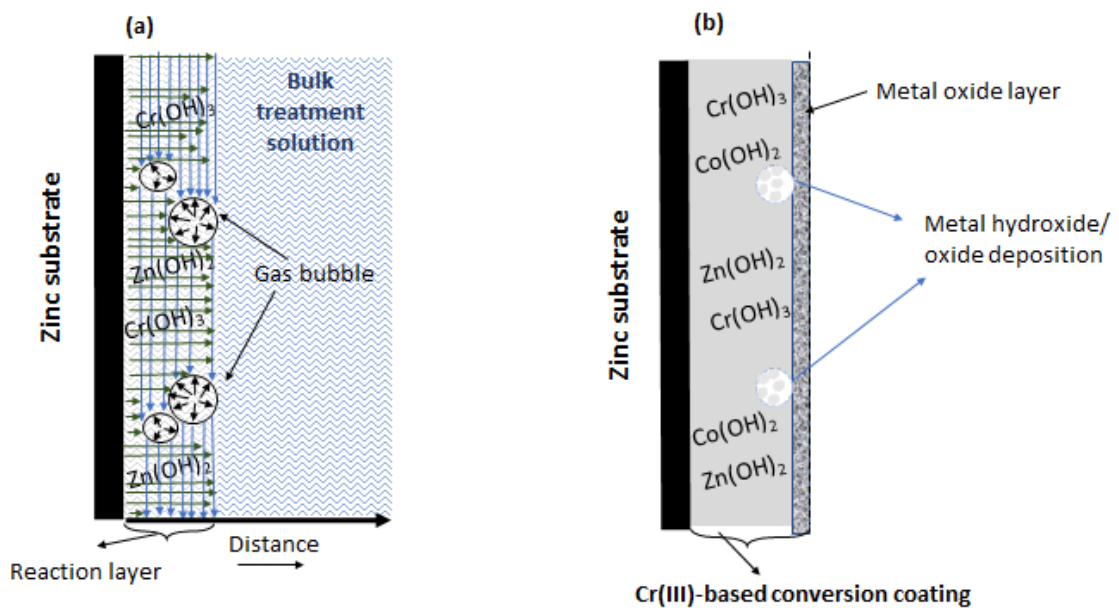 (a)
Bulk
treatment
solution
Zinc substrate
Cr(OH)3
Zn(OH)2
Cr(OH)3
Zn(OH)2
Gas bubble
Distance
Reaction layer
(b)
Zinc substrate
Cr(OH)3
Co(OH)2
Zn(OH)2
Cr(OH)3
Co(OH)2
Zn(OH)2
Metal oxide layer
Metal hydroxide/
oxide deposition
Cr(III)-based conversion coating